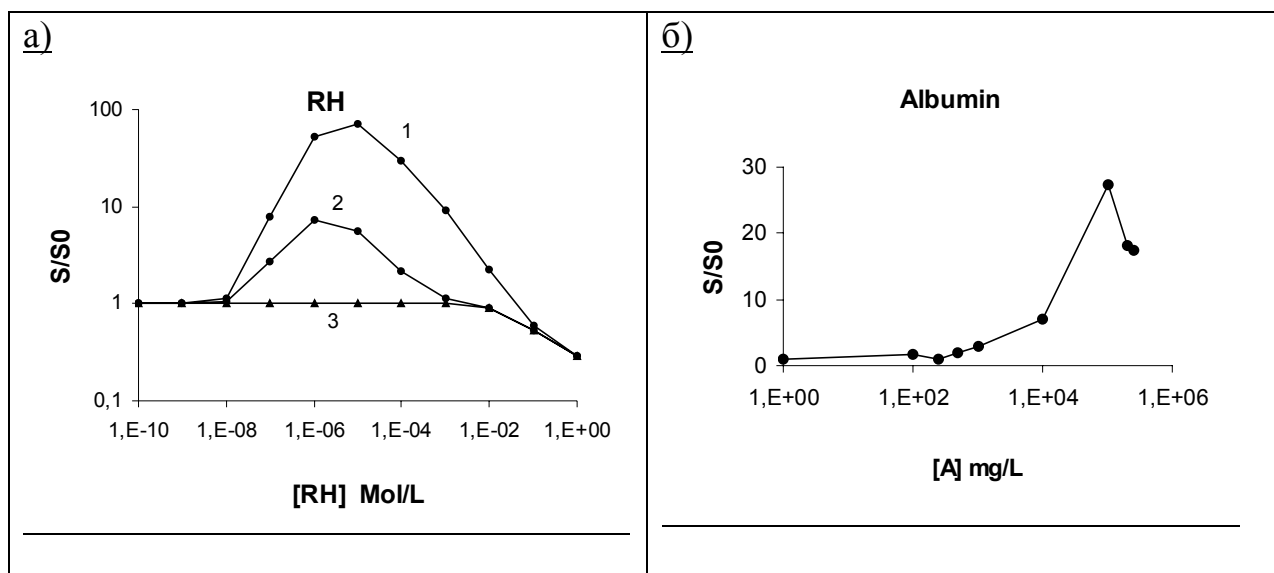 а)
RH
100
10
1
0,1
S/S0
1
2
3
1,E-10 1,E-08 1,E-06 1,E-04 1,E-02 1,E+00
[RH] Mol/L
б)
Albumin
30
20
10
0
S/S0
1,E+00 1,E+02 1,E+04 1,E+06
[A] mg/L